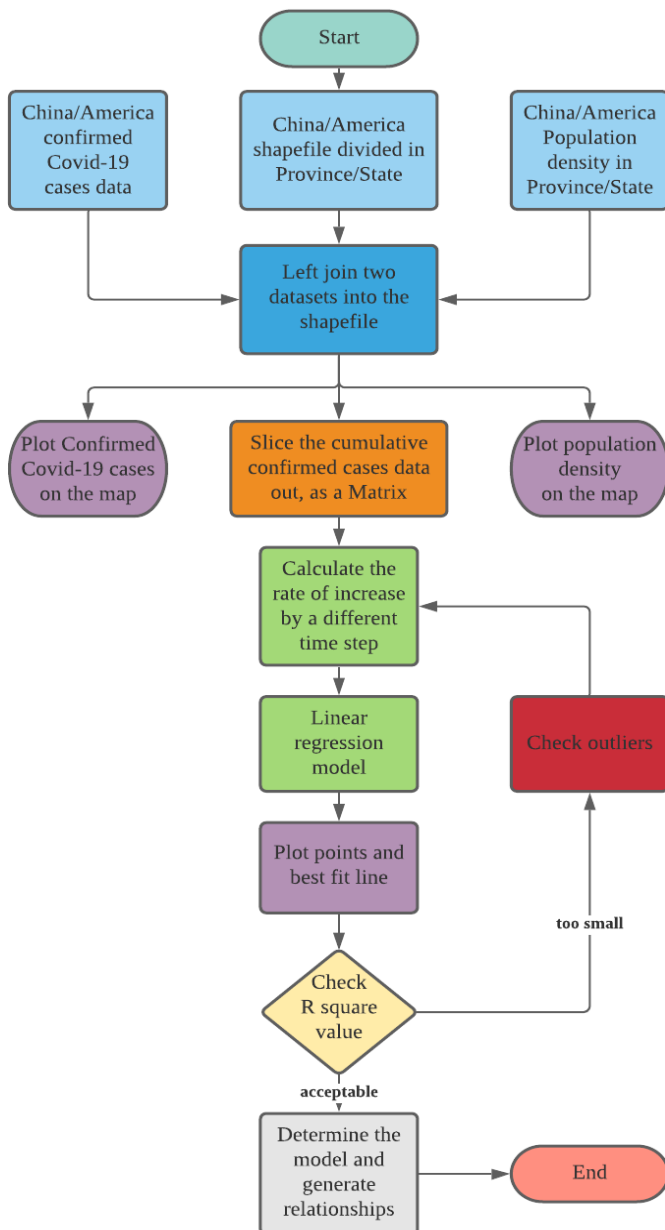 Start
China/America
confirmed
Covid-19
cases data
China/America
shapefile divided in
Province/State
China/America
Population
density in
Province/State
Left join two
datasets into the
shapefile
Plot Confirmed
Covid-19 cases
on the map
Slice the cumulative
confirmed cases data
out, as a Matrix
Plot population
density
on the map
Calculate the
rate of increase
by a different
time step
Linear
regression
model
Check outliers
Plot points and
best fit line
too small
Check
R square
value
acceptable
Determine the
model and
generate
relationships
End